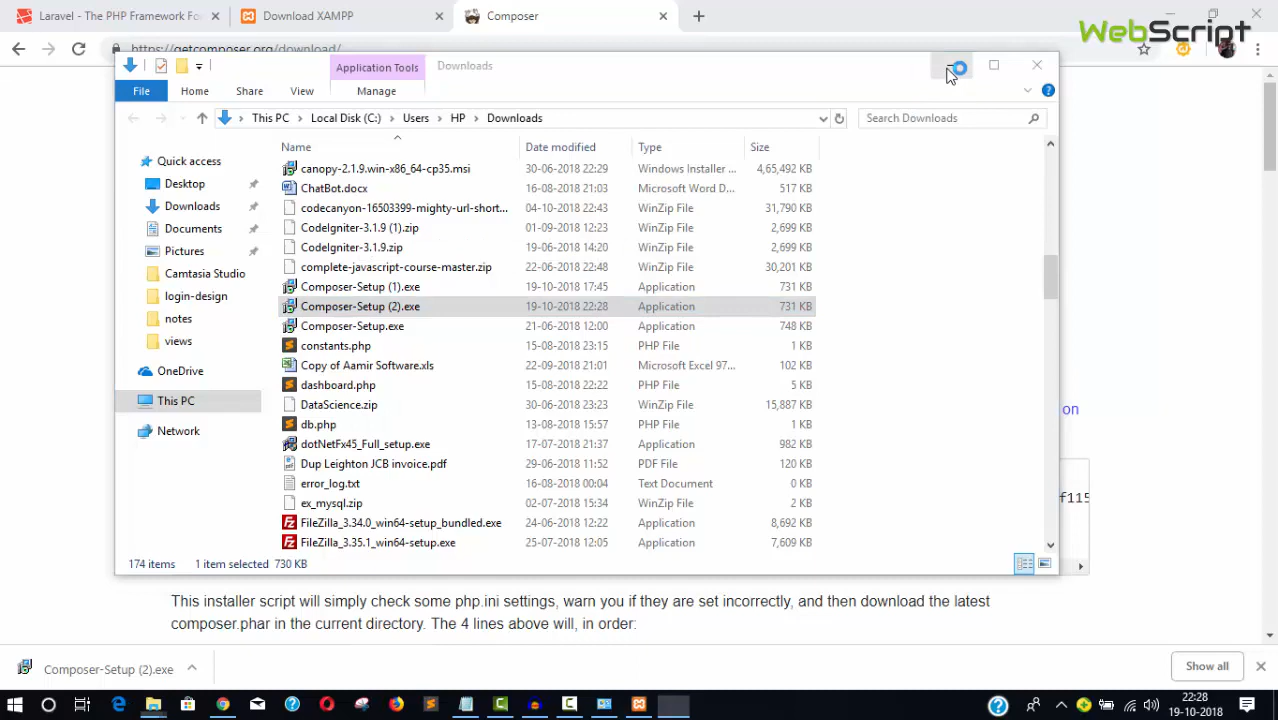 Laravel - The PHP Framework For
Download XAMPP
Composer
https://getcomposer.org/download/
WebScript
Application Tools
Downloads
File
Home
Share
View
Manage
This PC
Local Disk (C:)
Users
HP
Downloads
Search Downloads
Name
Date modified
Type
Size
Quick access
Desktop
Downloads
Documents
Pictures
Camtasia Studio
login-design
notes
views
OneDrive
This PC
Network
canopy-2.1.9.win-x86_64-cp35.msi 30-06-2018 22:29 Windows Installer ... 4,65,492 KB
ChatBot.docx 16-08-2018 21:03 Microsoft Word D... 517 KB
codecanyon-16503399-mighty-url-short... 04-10-2018 22:43 WinZip File 31,790 KB
CodeIgniter-3.1.9 (1).zip 01-09-2018 12:23 WinZip File 2,699 KB
CodeIgniter-3.1.9.zip 19-06-2018 14:20 WinZip File 2,699 KB
complete-javascript-course-master.zip 22-06-2018 22:48 WinZip File 30,201 KB
Composer-Setup (1).exe 19-10-2018 17:45 Application 731 KB
Composer-Setup (2).exe 19-10-2018 22:28 Application 731 KB
Composer-Setup.exe 21-06-2018 12:00 Application 748 KB
constants.php 15-08-2018 23:15 PHP File 1 KB
Copy of Aamir Software.xls 22-09-2018 21:01 Microsoft Excel 97... 102 KB
dashboard.php 15-08-2018 22:22 PHP File 5 KB
DataScience.zip 30-06-2018 23:23 WinZip File 15,887 KB
db.php 13-08-2018 15:57 PHP File 1 KB
dotNetFx45_Full_setup.exe 17-07-2018 21:37 Application 982 KB
Dup Leighton JCB invoice.pdf 29-06-2018 11:52 PDF File 120 KB
error_log.txt 16-08-2018 00:04 Text Document 0 KB
ex_mysql.zip 02-07-2018 15:34 WinZip File 2 KB
FileZilla_3.34.0_win64-setup_bundled.exe 24-06-2018 12:22 Application 8,692 KB
FileZilla_3.35.1_win64-setup.exe 25-07-2018 12:05 Application 7,609 KB
on
f115
174 items
1 item selected 730 KB
This installer script will simply check some php.ini settings, warn you if they are set incorrectly, and then download the latest
composer.phar in the current directory. The 4 lines above will, in order:
Composer-Setup (2).exe
Show all
22:28
19-10-2018